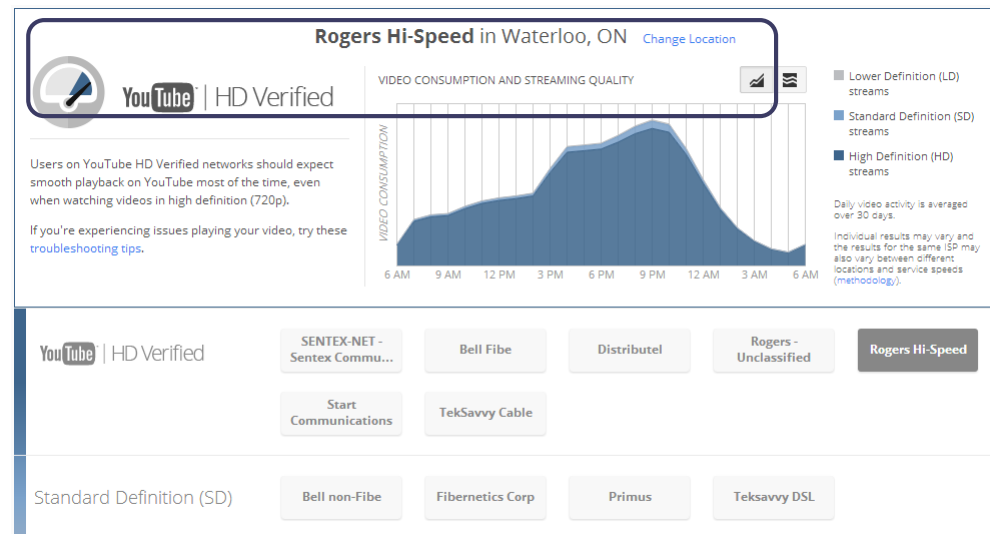 Rogers Hi-Speed in Waterloo, ON Change Location
YouTube | HD Verified
Users on YouTube HD Verified networks should expect
smooth playback on YouTube most of the time, even
when watching videos in high definition (720p).
If you're experiencing issues playing your video, try these
troubleshooting tips.
VIDEO CONSUMPTION AND STREAMING QUALITY
VIDEO CONSUMPTION
6 AM 9 AM 12 PM 3 PM 6 PM 9 PM 12 AM 3 AM 6 AM
Lower Definition (LD)
streams
Standard Definition (SD)
streams
High Definition (HD)
streams
Daily video activity is averaged
over 30 days.
Individual results may vary and
the results for the same ISP may
also vary between different
locations and service speeds
(methodology).
YouTube | HD Verified
SENTEX-NET -
Sentex Commu...
Bell Fibe
Distributel
Rogers -
Unclassified
Rogers Hi-Speed
Start
Communications
TekSavvy Cable
Standard Definition (SD)
Bell non-Fibe
Fibernetics Corp
Primus
Teksavvy DSL